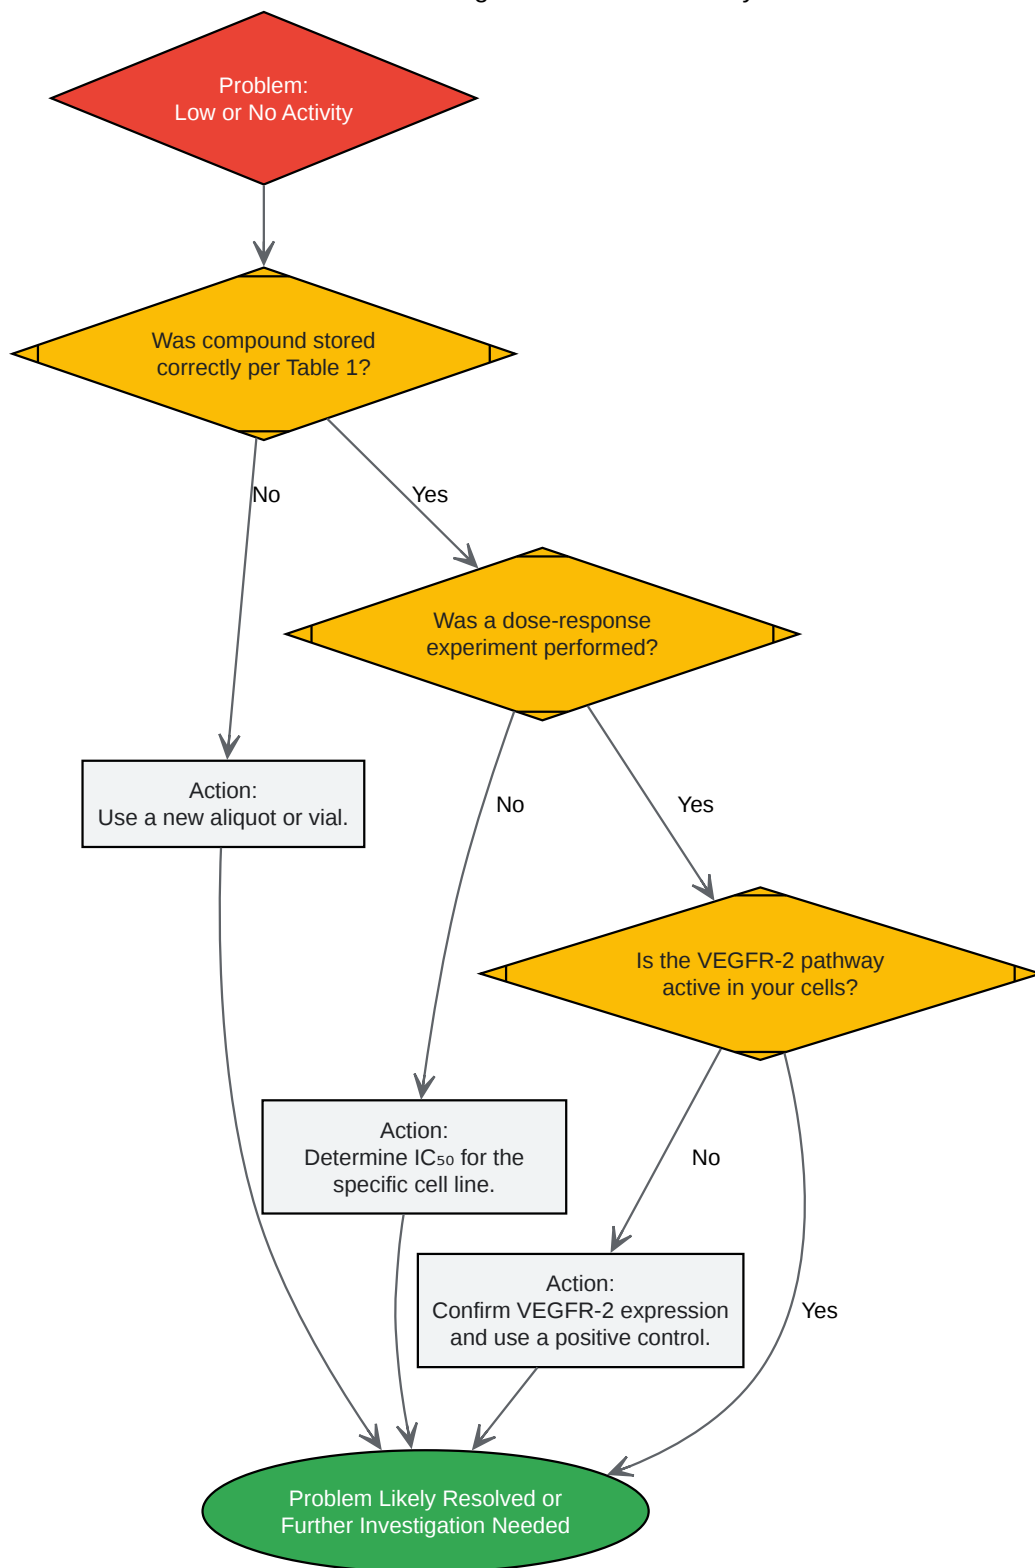 Problem:
Low or No Activity
Was compound stored
correctly per Table 1?
No
Yes
Was a dose-response
experiment performed?
Action:
Use a new aliquot or vial.
No
Yes
Is the VEGFR-2 pathway
active in your cells?
Action:
Determine IC₅₀ for the
specific cell line.
No
Action:
Confirm VEGFR-2 expression
and use a positive control.
Yes
Problem Likely Resolved or
Further Investigation Needed